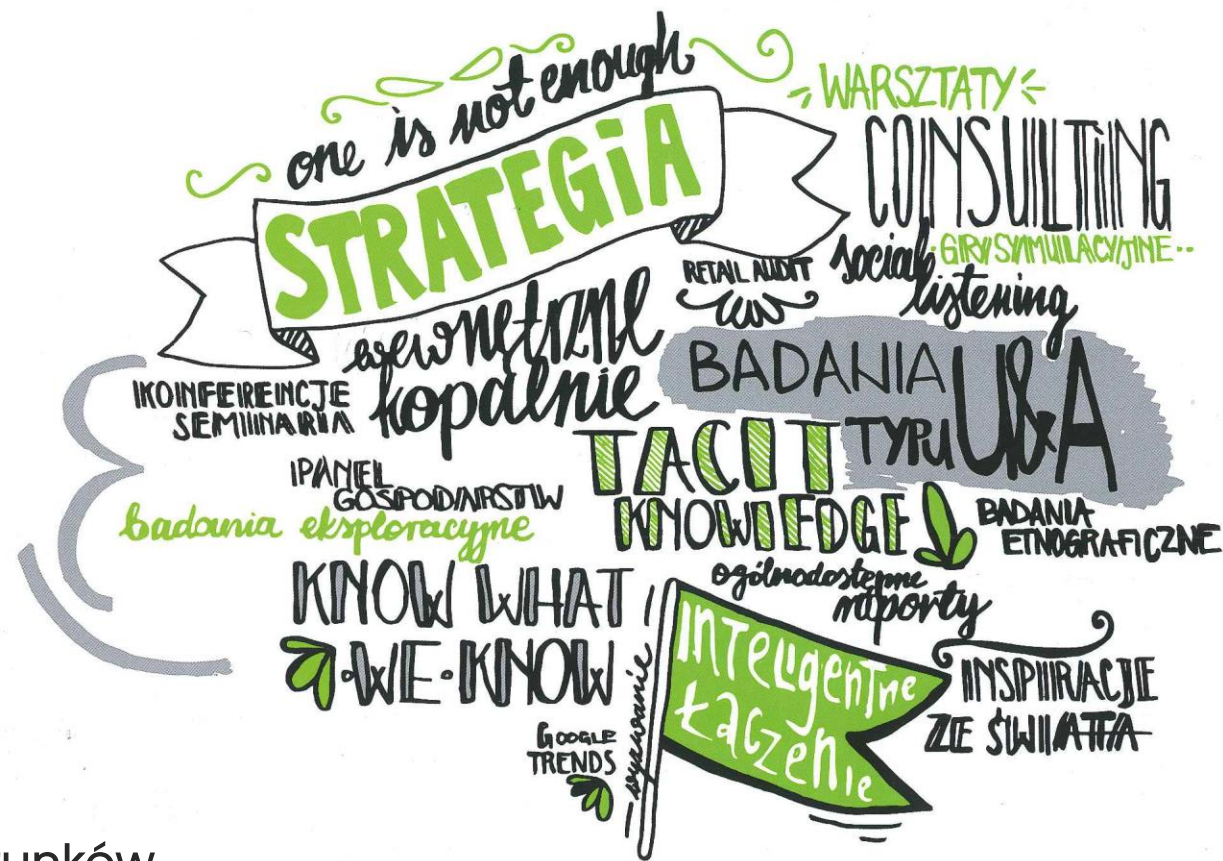 one is not enough
STRATEGiA
WARSZTATY
CONSULTING
GRY SYMULACYJNE
social
listening
RETAIL AUDIT
wewnętrzne
kopalnie
BADANIA
TYPU U&A
KONFERENCJE
SEMINARIA
TACIT
KNOWLEDGE
PANEL
GOSPODARSTW
badania eksploracyjne
BADANIA
ETNOGRAFICZNE
ogólnodostępne
raporty
KNOW WHAT
WE KNOW
wyzwanie
INTELIGENTNE
ŁĄCZENIE
INSPIRACJE
ZE ŚWIATA
GOOGLE
TRENDS